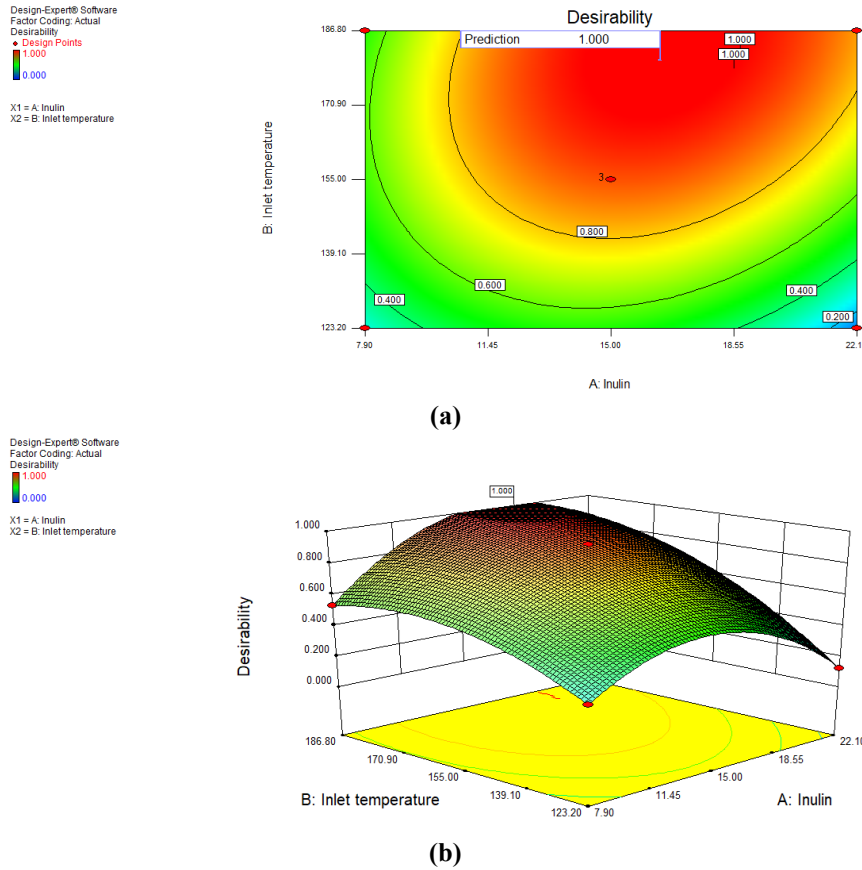 Design-Expert® Software
Factor Coding: Actual
Desirability
Design Points
1.000
0.000
X1 = A: Inulin
X2 = B: Inlet temperature
Desirability
Prediction 1.000
1.000
1.000
0.800
0.600
0.400
0.400
0.200
3
186.80
170.90
155.00
139.10
123.20
B: Inlet temperature
7.90
11.45
15.00
18.55
22.1
A: Inulin
(a)
Design-Expert® Software
Factor Coding: Actual
Desirability
1.000
0.000
X1 = A: Inulin
X2 = B: Inlet temperature
1.000
1.000
0.800
0.600
0.400
0.200
0.000
Desirability
186.80
170.90
155.00
139.10
123.20
B: Inlet temperature
7.90
11.45
15.00
18.55
22.10
A: Inulin
(b)